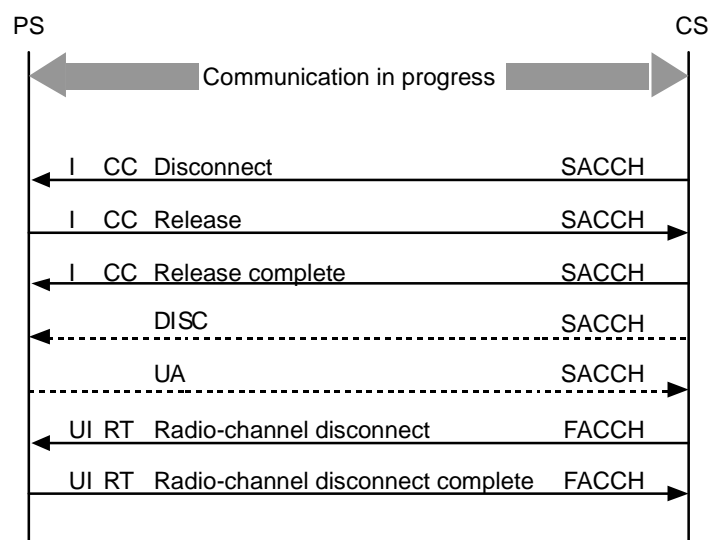 PS CS
Communication in progress
I CC Disconnect SACCH
I CC Release SACCH
I CC Release complete SACCH
DISC SACCH
UA SACCH
UI RT Radio-channel disconnect FACCH
UI RT Radio-channel disconnect complete FACCH